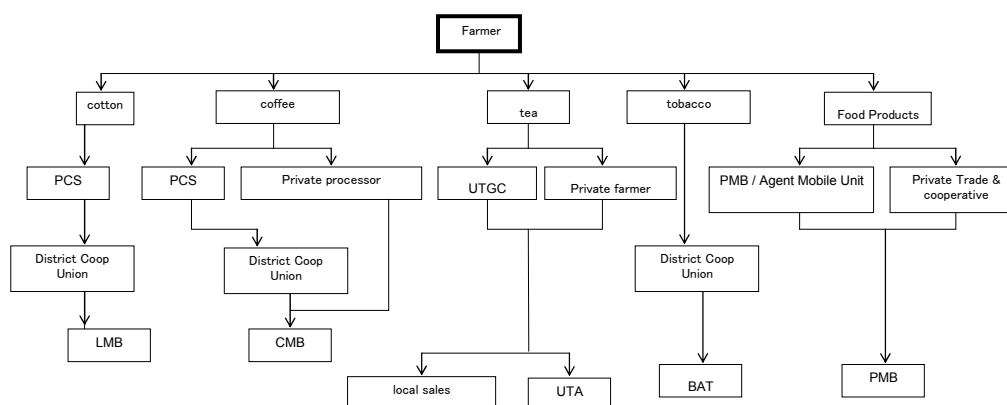 Farmer
cotton
coffee
tea
tobacco
Food Products
PCS
PCS
Private processor
UTGC
Private farmer
PMB / Agent Mobile Unit
Private Trade &
cooperative
District Coop
Union
District Coop
Union
District Coop
Union
LMB
CMB
local sales
UTA
BAT
PMB